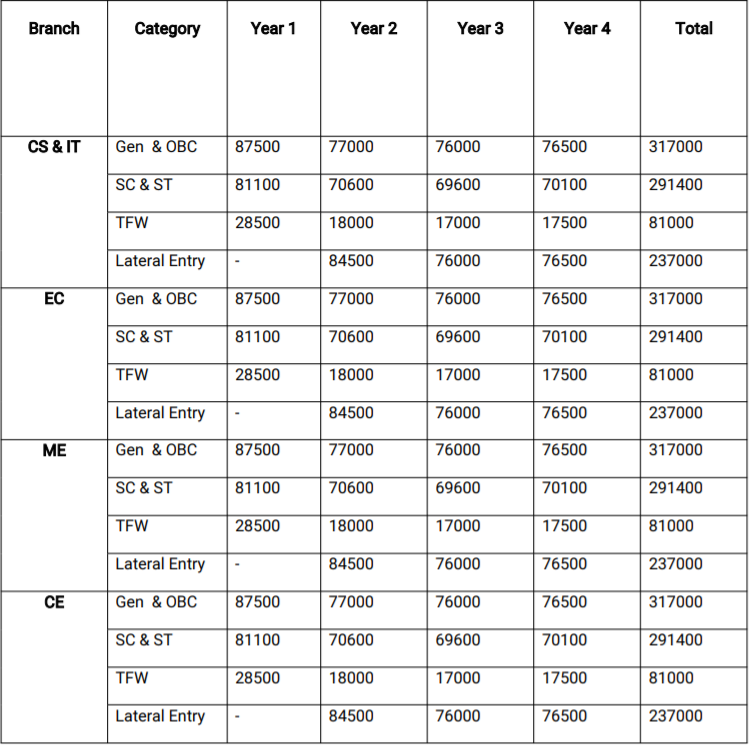 Branch Category Year 1 Year 2 Year 3 Year 4 Total
CS & IT Gen & OBC 87500 77000 76000 76500 317000
SC & ST 81100 70600 69600 70100 291400
TFW 28500 18000 17000 17500 81000
Lateral Entry - 84500 76000 76500 237000
EC Gen & OBC 87500 77000 76000 76500 317000
SC & ST 81100 70600 69600 70100 291400
TFW 28500 18000 17000 17500 81000
Lateral Entry - 84500 76000 76500 237000
ME Gen & OBC 87500 77000 76000 76500 317000
SC & ST 81100 70600 69600 70100 291400
TFW 28500 18000 17000 17500 81000
Lateral Entry - 84500 76000 76500 237000
CE Gen & OBC 87500 77000 76000 76500 317000
SC & ST 81100 70600 69600 70100 291400
TFW 28500 18000 17000 17500 81000
Lateral Entry - 84500 76000 76500 237000